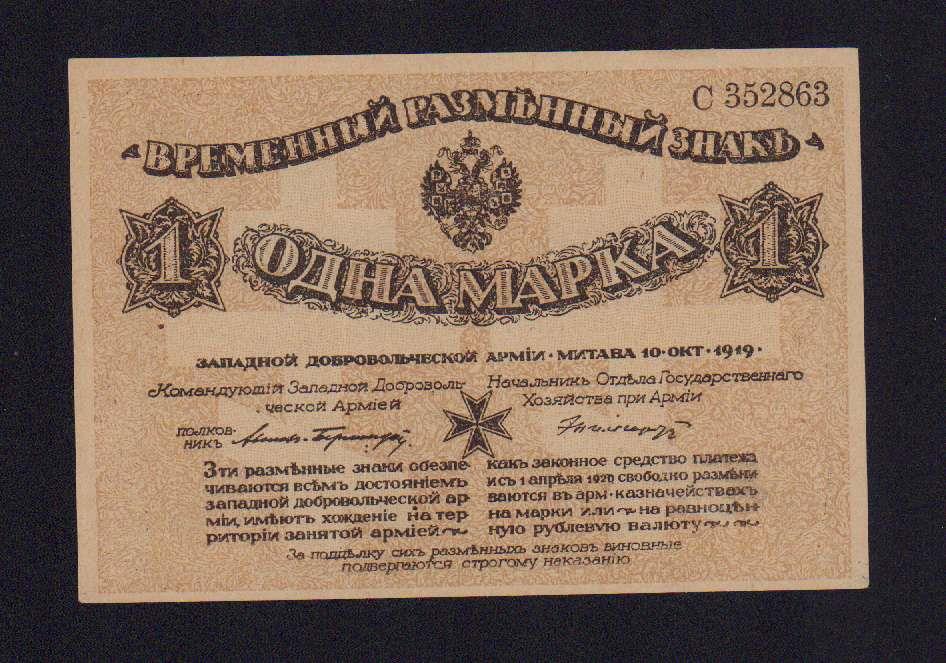 С 352863
ВРЕМЕННЫЙ РАЗМѢННЫЙ ЗНАКЪ
1 ОДНА МАРКА 1
ЗАПАДНОЙ ДОБРОВОЛЬЧЕСКОЙ АРМІИ · МИТАВА 10 · ОКТ · 1919 ·
Командующій Западной Доброволь-
ческой Арміей
Начальникъ Отдѣла Государственнаго
Хозяйства при Арміи
полков-
никъ
Эти размѣнные знаки обезпе-
чиваются всѣмъ достояніемъ
западной добровольческой ар-
міи, имѣютъ хожденіе на тер-
риторіи занятой арміей
какъ законное средство платежа
и съ 1 апрѣля 1920 свободно размѣни-
ваются въ арм · казначействахъ
на марки или на равноцѣн-
ную рублевую валюту
За поддѣлку сихъ размѣнныхъ знаковъ виновные
подвергаются строгому наказанію